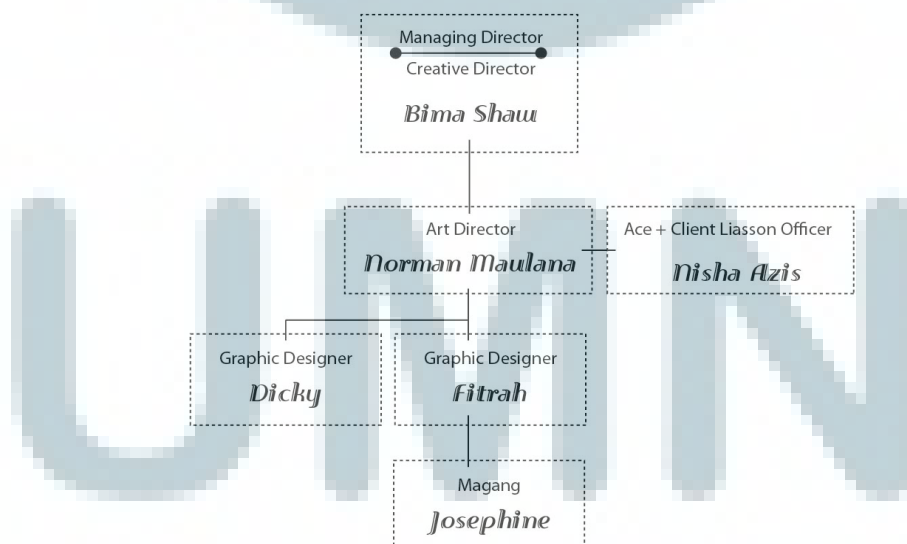 Managing Director
Creative Director
Bima Shaw
Art Director
Norman Maulana
Ace + Client Liasson Officer
Nisha Azis
Graphic Designer
Dicky
Graphic Designer
Fitrah
Magang
Josephine
UMN